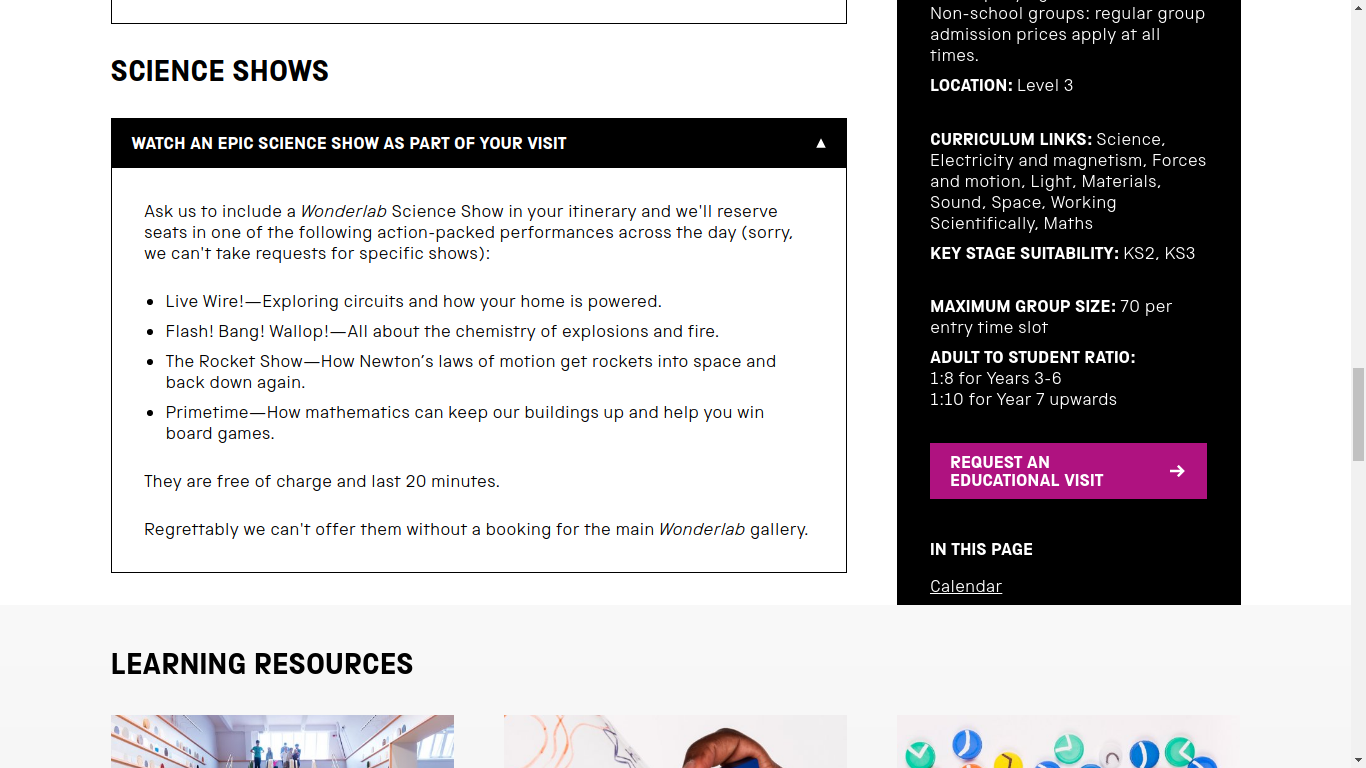 SCIENCE SHOWS
WATCH AN EPIC SCIENCE SHOW AS PART OF YOUR VISIT
Ask us to include a Wonderlab Science Show in your itinerary and we'll reserve
seats in one of the following action-packed performances across the day (sorry,
we can't take requests for specific shows):
Live Wire!—Exploring circuits and how your home is powered.
Flash! Bang! Wallop!—All about the chemistry of explosions and fire.
The Rocket Show—How Newton’s laws of motion get rockets into space and
back down again.
Primetime—How mathematics can keep our buildings up and help you win
board games.
They are free of charge and last 20 minutes.
Regrettably we can't offer them without a booking for the main Wonderlab gallery.
Non-school groups: regular group
admission prices apply at all
times.
LOCATION: Level 3
CURRICULUM LINKS: Science,
Electricity and magnetism, Forces
and motion, Light, Materials,
Sound, Space, Working
Scientifically, Maths
KEY STAGE SUITABILITY: KS2, KS3
MAXIMUM GROUP SIZE: 70 per
entry time slot
ADULT TO STUDENT RATIO:
1:8 for Years 3-6
1:10 for Year 7 upwards
REQUEST AN
EDUCATIONAL VISIT
IN THIS PAGE
Calendar
LEARNING RESOURCES